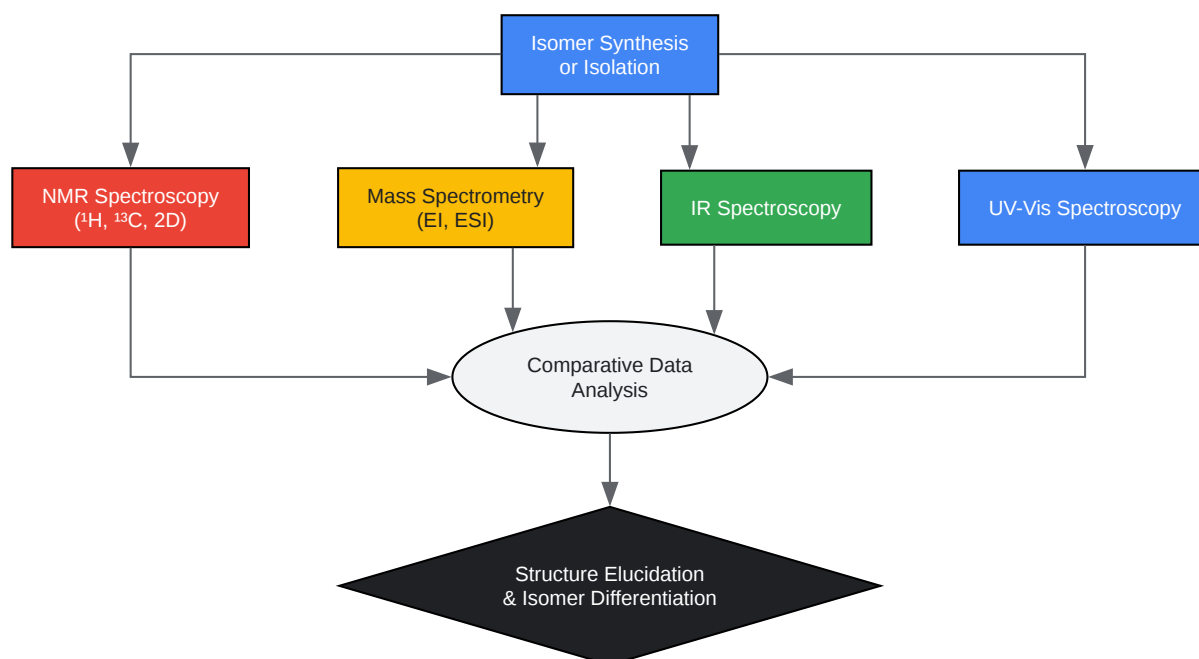 Isomer Synthesis
or Isolation
NMR Spectroscopy
(¹H, ¹³C, 2D)
Mass Spectrometry
(EI, ESI)
IR Spectroscopy
UV-Vis Spectroscopy
Comparative Data
Analysis
Structure Elucidation
& Isomer Differentiation